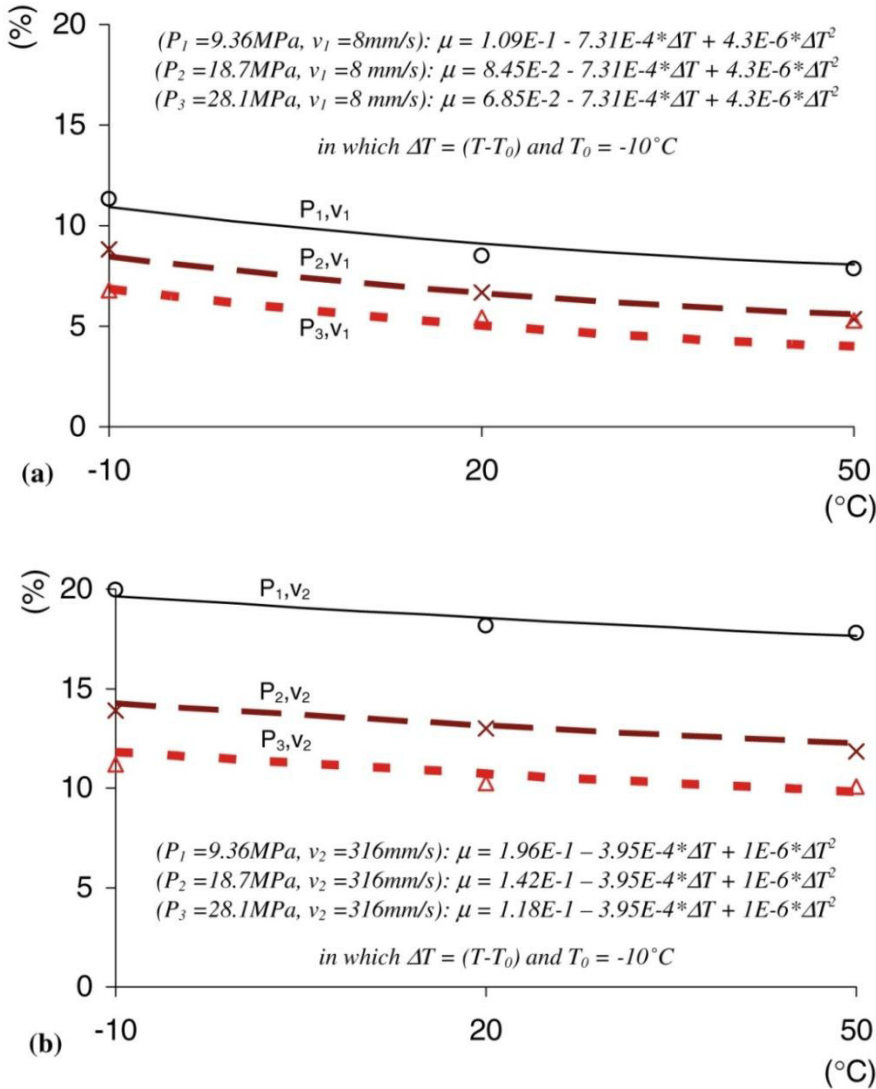 (%)
20
(P₁ =9.36MPa, v₁ =8mm/s): μ = 1.09E-1 - 7.31E-4*ΔT + 4.3E-6*ΔT²
(P₂ =18.7MPa, v₁ =8 mm/s): μ = 8.45E-2 - 7.31E-4*ΔT + 4.3E-6*ΔT²
(P₃ =28.1MPa, v₁ =8 mm/s): μ = 6.85E-2 - 7.31E-4*ΔT + 4.3E-6*ΔT²
in which ΔT = (T-T₀) and T₀ = -10˚C
15
10
P₁,v₁
P₂,v₁
5
P₃,v₁
0
(a)
-10
20
50
(°C)
(%)
20
P₁,v₂
15
P₂,v₂
P₃,v₂
10
(P₁ =9.36MPa, v₂ =316mm/s): μ = 1.96E-1 – 3.95E-4*ΔT + 1E-6*ΔT²
(P₂ =18.7MPa, v₂ =316mm/s): μ = 1.42E-1 – 3.95E-4*ΔT + 1E-6*ΔT²
(P₃ =28.1MPa, v₂ =316mm/s): μ = 1.18E-1 – 3.95E-4*ΔT + 1E-6*ΔT²
5
in which ΔT = (T-T₀) and T₀ = -10˚C
0
(b)
-10
20
50
(°C)